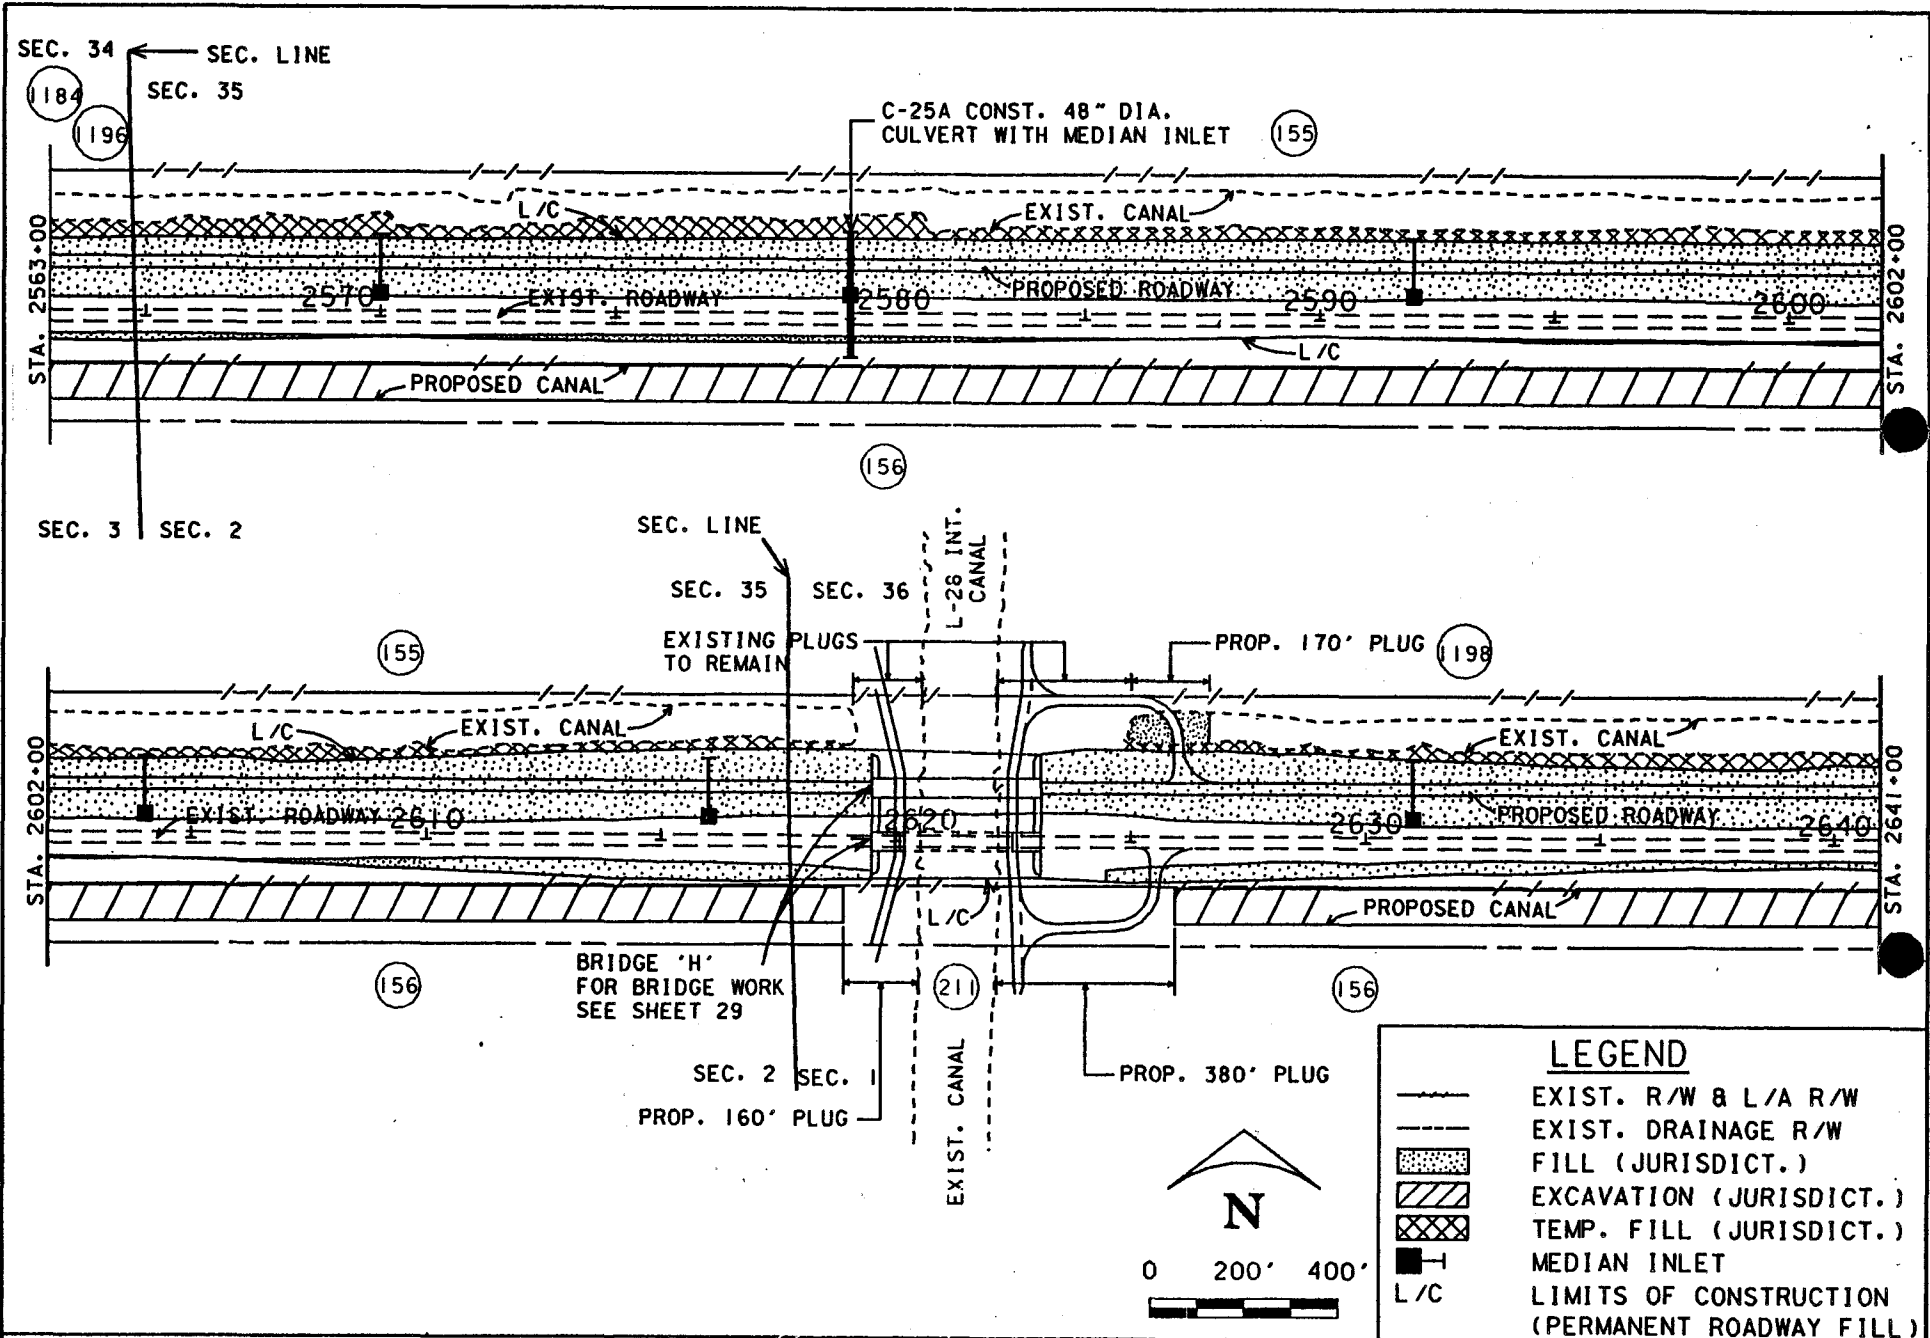 SEC. 34
SEC. LINE
1184
SEC. 35
1196
C-25A CONST. 48" DIA.
CULVERT WITH MEDIAN INLET
155
L/C
EXIST. CANAL
STA. 2563+00
2570
EXIST. ROADWAY
2580
PROPOSED ROADWAY
2590
2600
STA. 2602+00
L/C
PROPOSED CANAL
156
SEC. 3
SEC. 2
SEC. LINE
L-28 INT.
CANAL
SEC. 35
SEC. 36
EXISTING PLUGS
TO REMAIN
155
PROP. 170' PLUG
1198
L/C
EXIST. CANAL
EXIST. CANAL
STA. 2602+00
EXIST. ROADWAY
2610
2620
2630
PROPOSED ROADWAY
2640
STA. 2641+00
L/C
PROPOSED CANAL
BRIDGE 'H'
FOR BRIDGE WORK
SEE SHEET 29
156
211
156
SEC. 2
SEC. 1
PROP. 160' PLUG
EXIST. CANAL
PROP. 380' PLUG
N
0 200' 400'
LEGEND
EXIST. R/W & L/A R/W
EXIST. DRAINAGE R/W
FILL (JURISDICT.)
EXCAVATION (JURISDICT.)
TEMP. FILL (JURISDICT.)
MEDIAN INLET
L/C LIMITS OF CONSTRUCTION
(PERMANENT ROADWAY FILL)